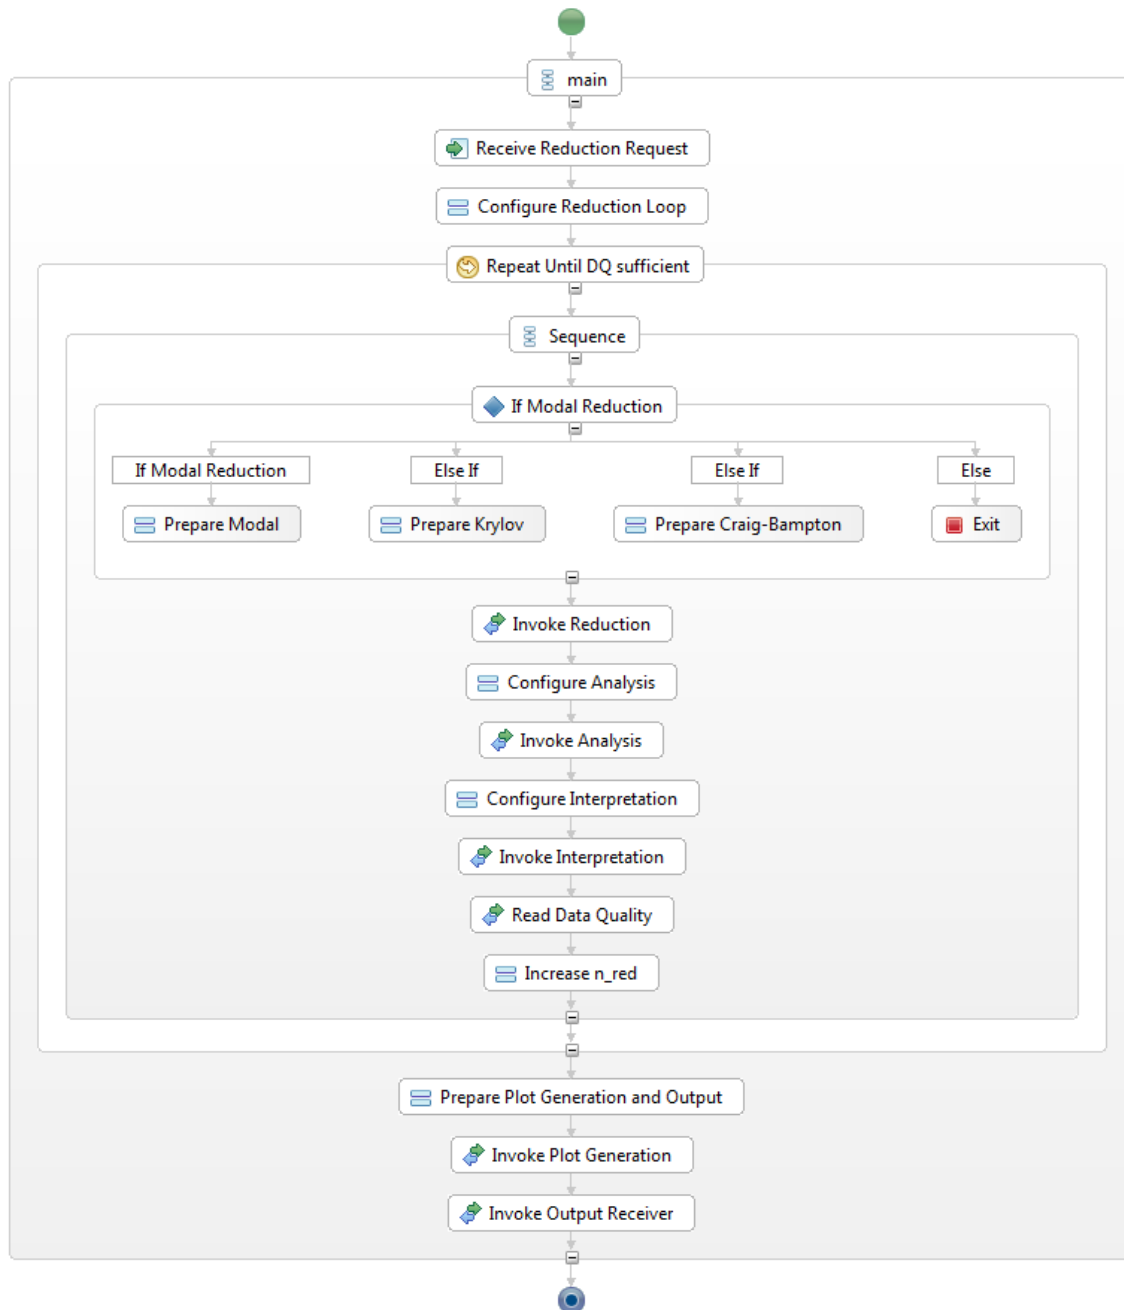 main
Receive Reduction Request
Configure Reduction Loop
Repeat Until DQ sufficient
Sequence
If Modal Reduction
If Modal Reduction
Else If
Else If
Else
Prepare Modal
Prepare Krylov
Prepare Craig-Bampton
Exit
Invoke Reduction
Configure Analysis
Invoke Analysis
Configure Interpretation
Invoke Interpretation
Read Data Quality
Increase n_red
Prepare Plot Generation and Output
Invoke Plot Generation
Invoke Output Receiver